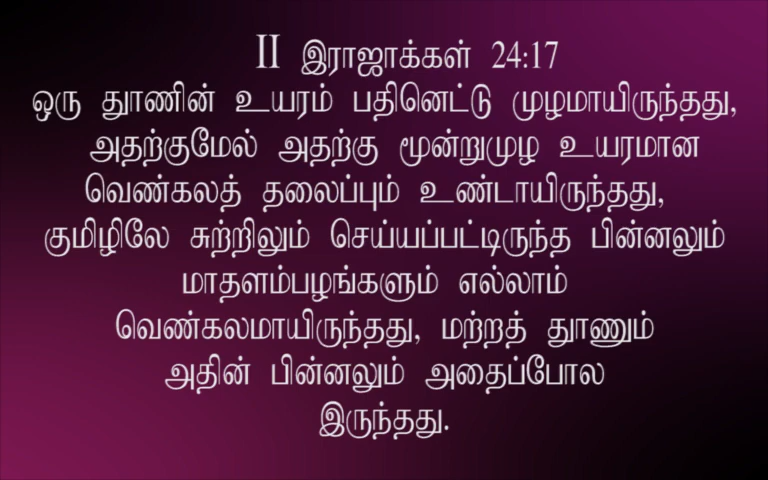 II இராஜாக்கள் 24:17
ஒரு தூணின் உயரம் பதினெட்டு முழமாயிருந்தது,
அதற்குமேல் அதற்கு மூன்றுமுழ உயரமான
வெண்கலத் தலைப்பும் உண்டாயிருந்தது,
குமிழிலே சுற்றிலும் செய்யப்பட்டிருந்த பின்னலும்
மாதளம்பழங்களும் எல்லாம்
வெண்கலமாயிருந்தது, மற்றத் தூணும்
அதின் பின்னலும் அதைப்போல
இருந்தது.